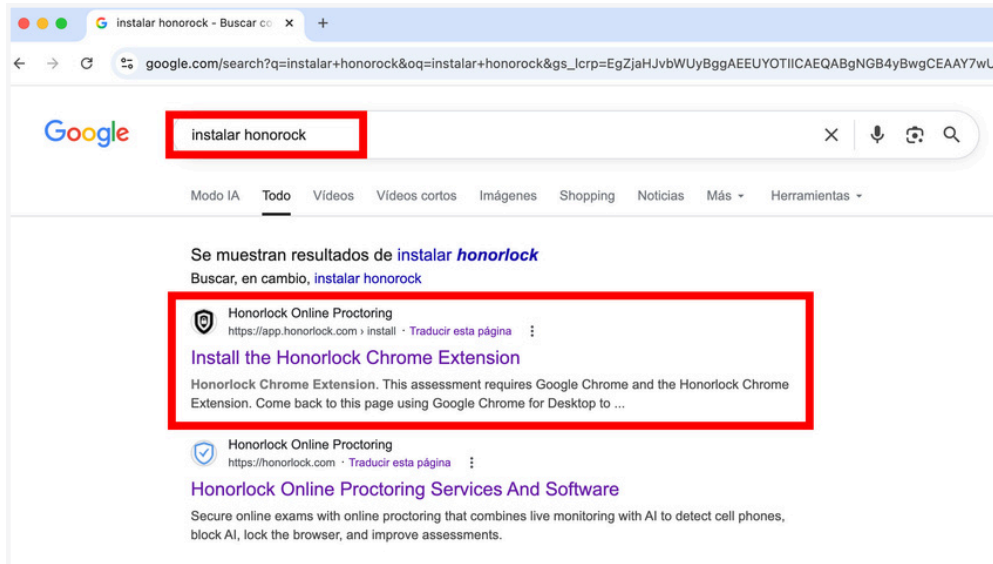 instalar honorock - Buscar co
google.com/search?q=instalar+honorock&oq=instalar+honorock&gs_lcrp=EgZjaHJvbWUyBggAEEUYOTIICAEQABgNGB4yBwgCEAAY7wU
Google
instalar honorock
Modo IA Todo Vídeos Vídeos cortos Imágenes Shopping Noticias Más Herramientas
Se muestran resultados de instalar honorlock
Buscar, en cambio, instalar honorock
Honorlock Online Proctoring
https://app.honorlock.com › install · Traducir esta página
Install the Honorlock Chrome Extension
Honorlock Chrome Extension. This assessment requires Google Chrome and the Honorlock Chrome
Extension. Come back to this page using Google Chrome for Desktop to ...
Honorlock Online Proctoring
https://honorlock.com · Traducir esta página
Honorlock Online Proctoring Services And Software
Secure online exams with online proctoring that combines live monitoring with AI to detect cell phones,
block AI, lock the browser, and improve assessments.